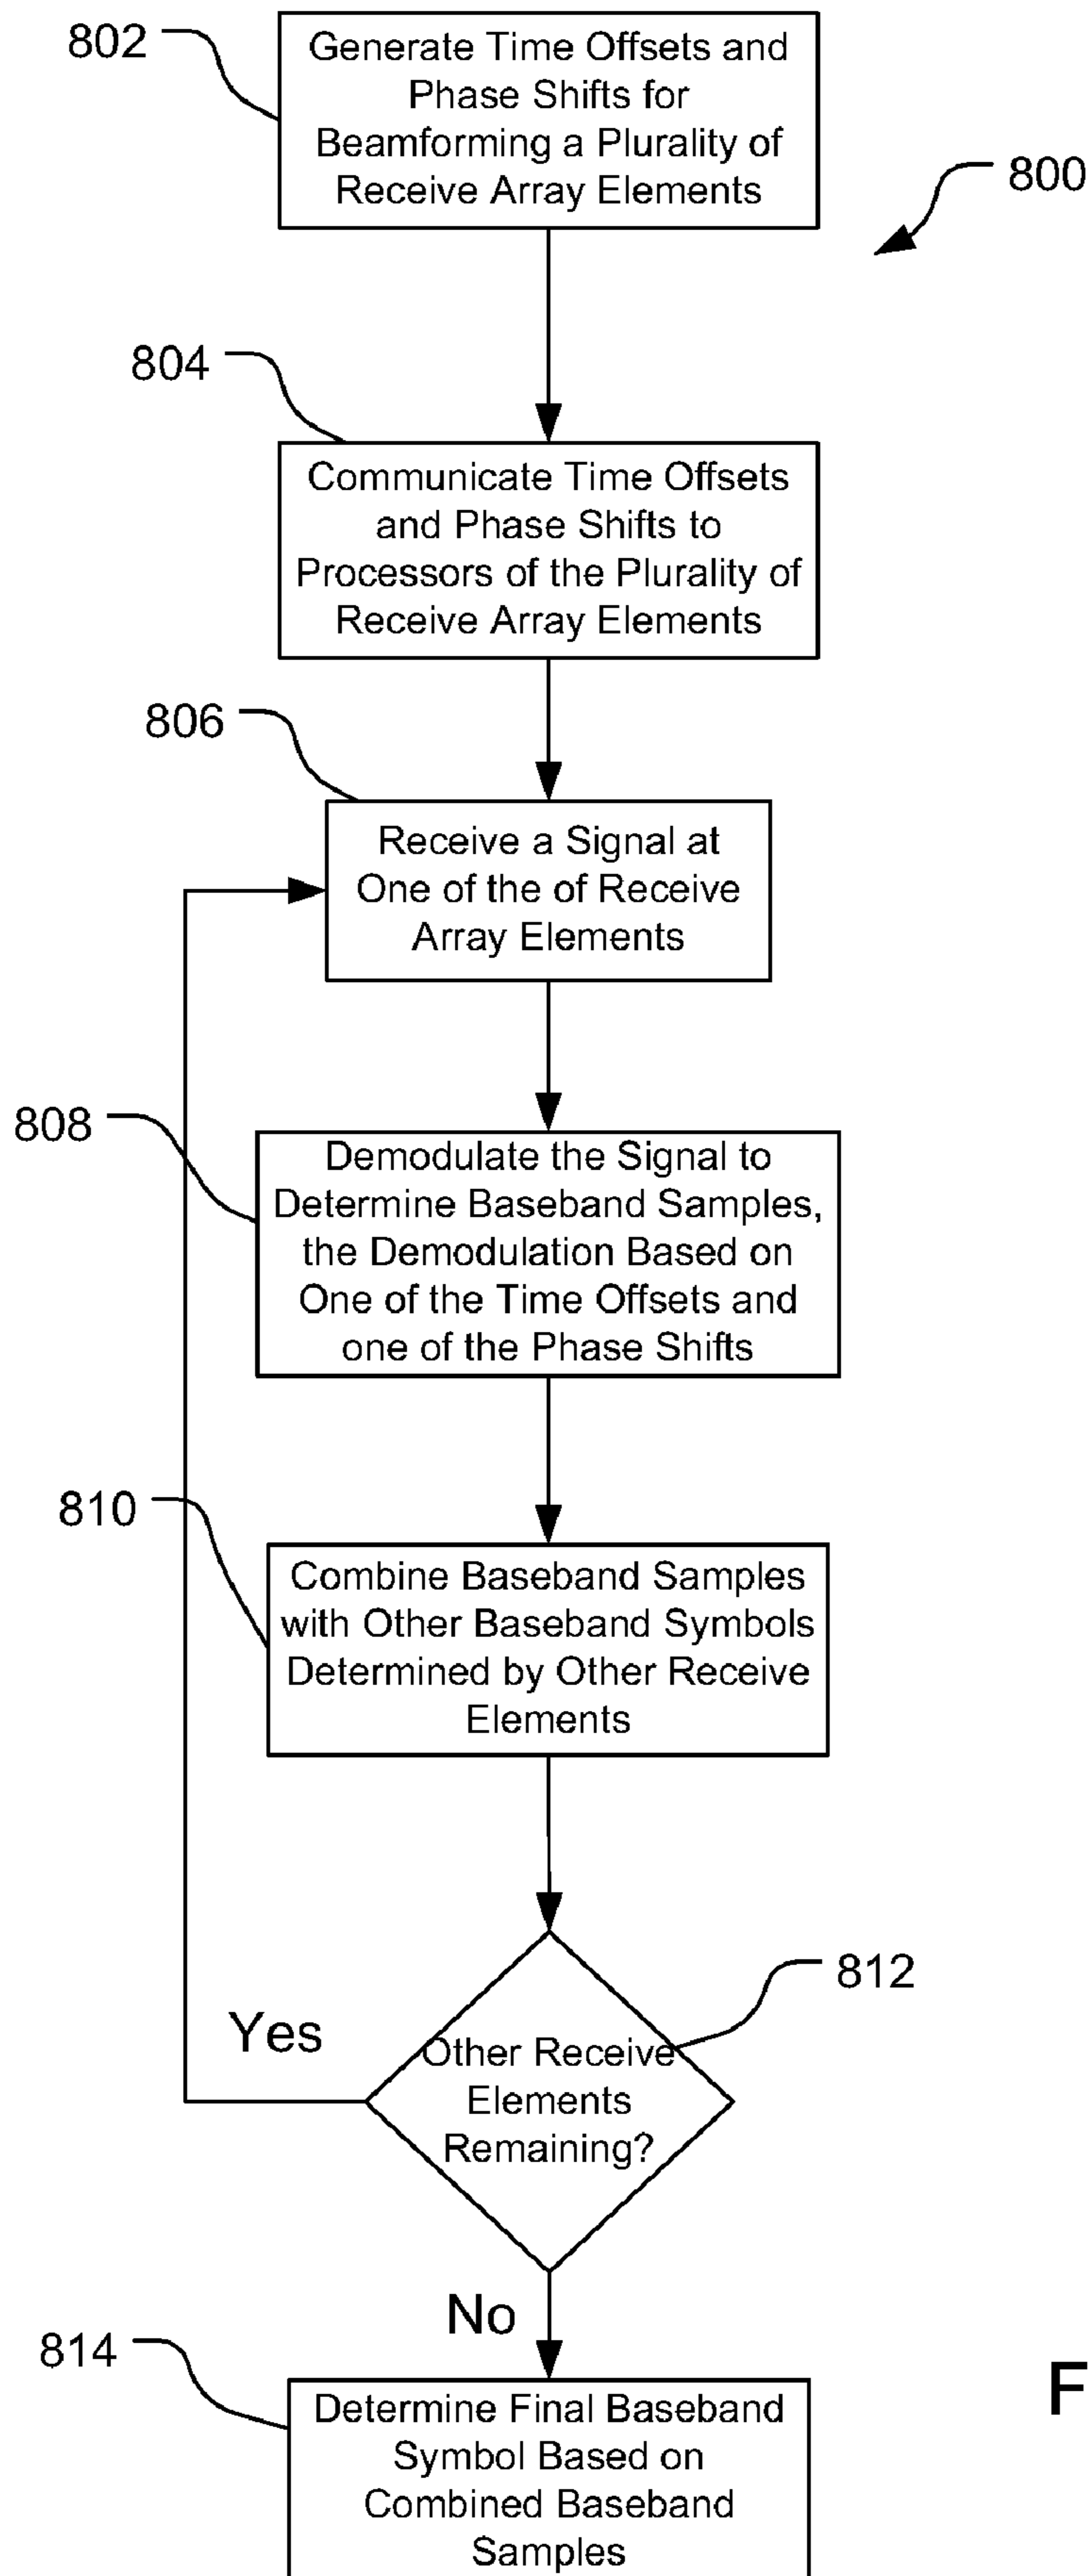 802
Generate Time Offsets and
Phase Shifts for
Beamforming a Plurality of
Receive Array Elements
800
804
Communicate Time Offsets
and Phase Shifts to
Processors of the Plurality of
Receive Array Elements
806
Receive a Signal at
One of the of Receive
Array Elements
808
Demodulate the Signal to
Determine Baseband Samples,
the Demodulation Based on
One of the Time Offsets and
one of the Phase Shifts
810
Combine Baseband Samples
with Other Baseband Symbols
Determined by Other Receive
Elements
812
Yes
Other Receive
Elements
Remaining?
No
814
F
Determine Final Baseband
Symbol Based on
Combined Baseband
Samples